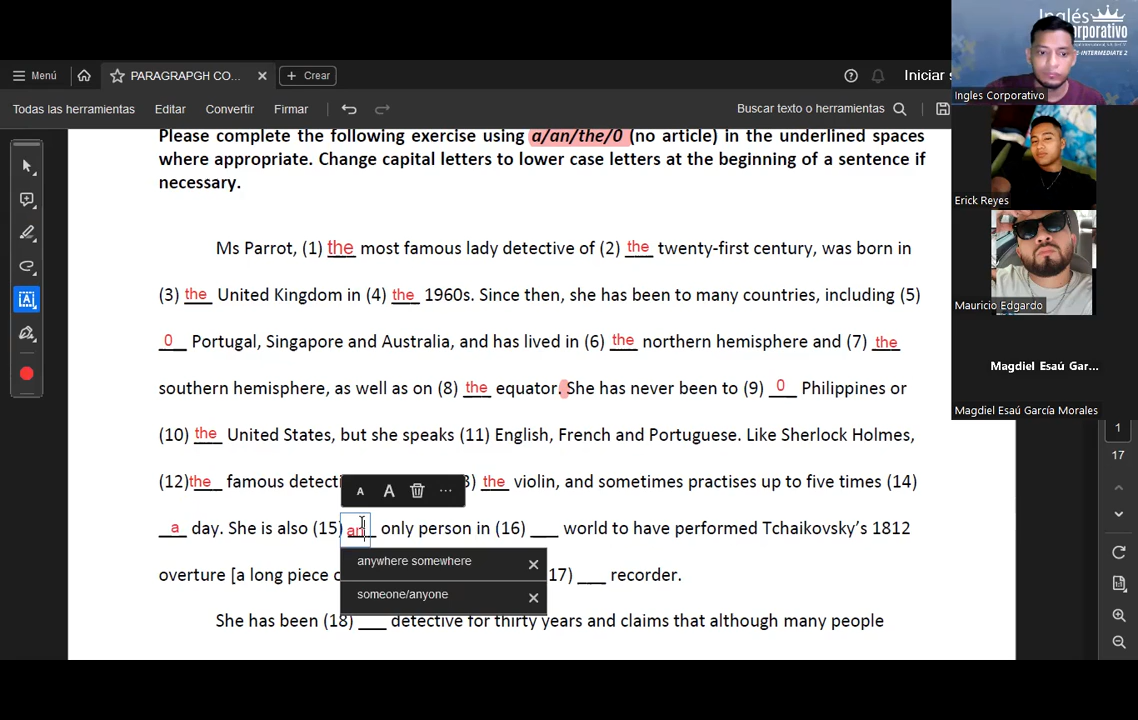 Inglés
Corporativo
INTERMEDIATE 2
Menú
PARAGRAPGH CO...
Crear
Iniciar s
Ingles Corporativo
Todas las herramientas
Editar
Convertir
Firmar
Buscar texto o herramientas
Please complete the following exercise using a/an/the/0 (no article) in the underlined spaces
where appropriate. Change capital letters to lower case letters at the beginning of a sentence if
necessary.
Erick Reyes
Ms Parrot, (1) the most famous lady detective of (2) the twenty-first century, was born in
(3) the United Kingdom in (4) the 1960s. Since then, she has been to many countries, including (5)
Mauricio Edgardo
0 Portugal, Singapore and Australia, and has lived in (6) the northern hemisphere and (7) the
Magdiel Esaú Gar...
southern hemisphere, as well as on (8) the equator. She has never been to (9) 0 Philippines or
Magdiel Esaú García Morales
(10) the United States, but she speaks (11) English, French and Portuguese. Like Sherlock Holmes,
1
17
(12) the famous detecti 3) the violin, and sometimes practises up to five times (14)
A A ...
a day. She is also (15) an only person in (16) ___ world to have performed Tchaikovsky's 1812
anywhere somewhere
overture [a long piece 17) ___ recorder.
someone/anyone
She has been (18) ___ detective for thirty years and claims that although many people